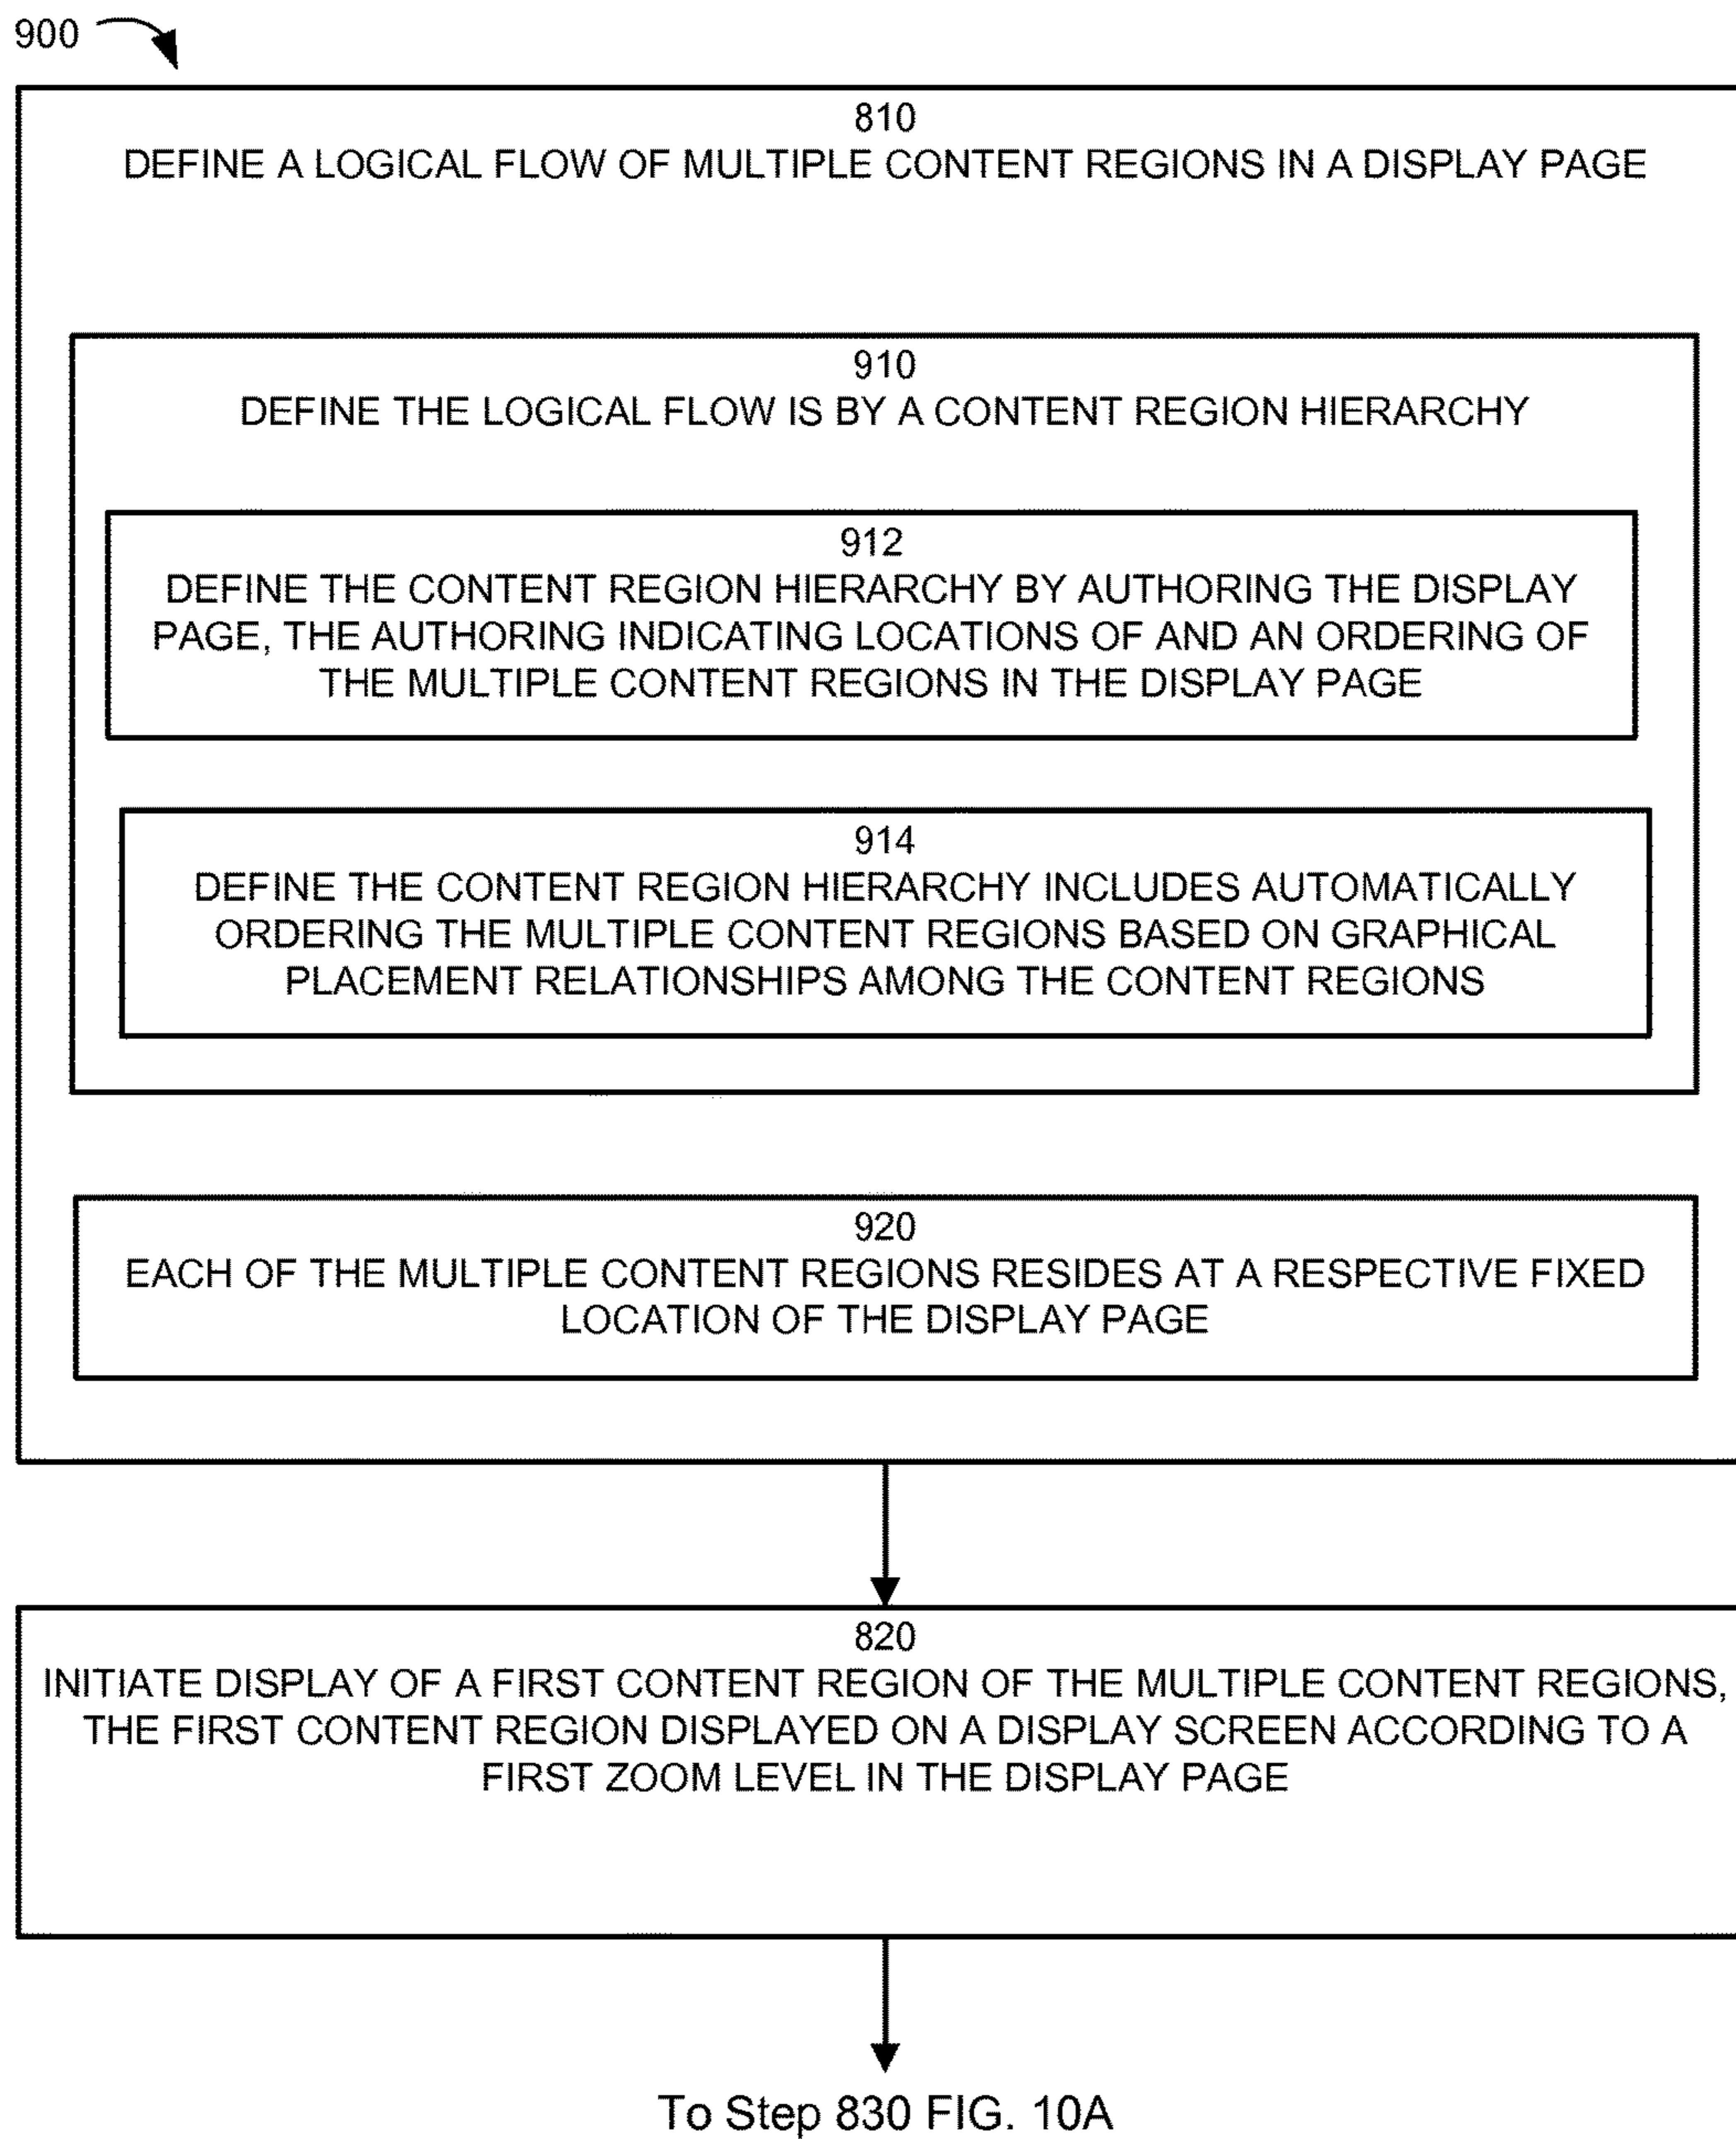 900
810
DEFINE A LOGICAL FLOW OF MULTIPLE CONTENT REGIONS IN A DISPLAY PAGE
910
DEFINE THE LOGICAL FLOW IS BY A CONTENT REGION HIERARCHY
912
DEFINE THE CONTENT REGION HIERARCHY BY AUTHORING THE DISPLAY
PAGE, THE AUTHORING INDICATING LOCATIONS OF AND AN ORDERING OF
THE MULTIPLE CONTENT REGIONS IN THE DISPLAY PAGE
914
DEFINE THE CONTENT REGION HIERARCHY INCLUDES AUTOMATICALLY
ORDERING THE MULTIPLE CONTENT REGIONS BASED ON GRAPHICAL
PLACEMENT RELATIONSHIPS AMONG THE CONTENT REGIONS
920
EACH OF THE MULTIPLE CONTENT REGIONS RESIDES AT A RESPECTIVE FIXED
LOCATION OF THE DISPLAY PAGE
820
INITIATE DISPLAY OF A FIRST CONTENT REGION OF THE MULTIPLE CONTENT REGIONS,
THE FIRST CONTENT REGION DISPLAYED ON A DISPLAY SCREEN ACCORDING TO A
FIRST ZOOM LEVEL IN THE DISPLAY PAGE
To Step 830 FIG. 10A